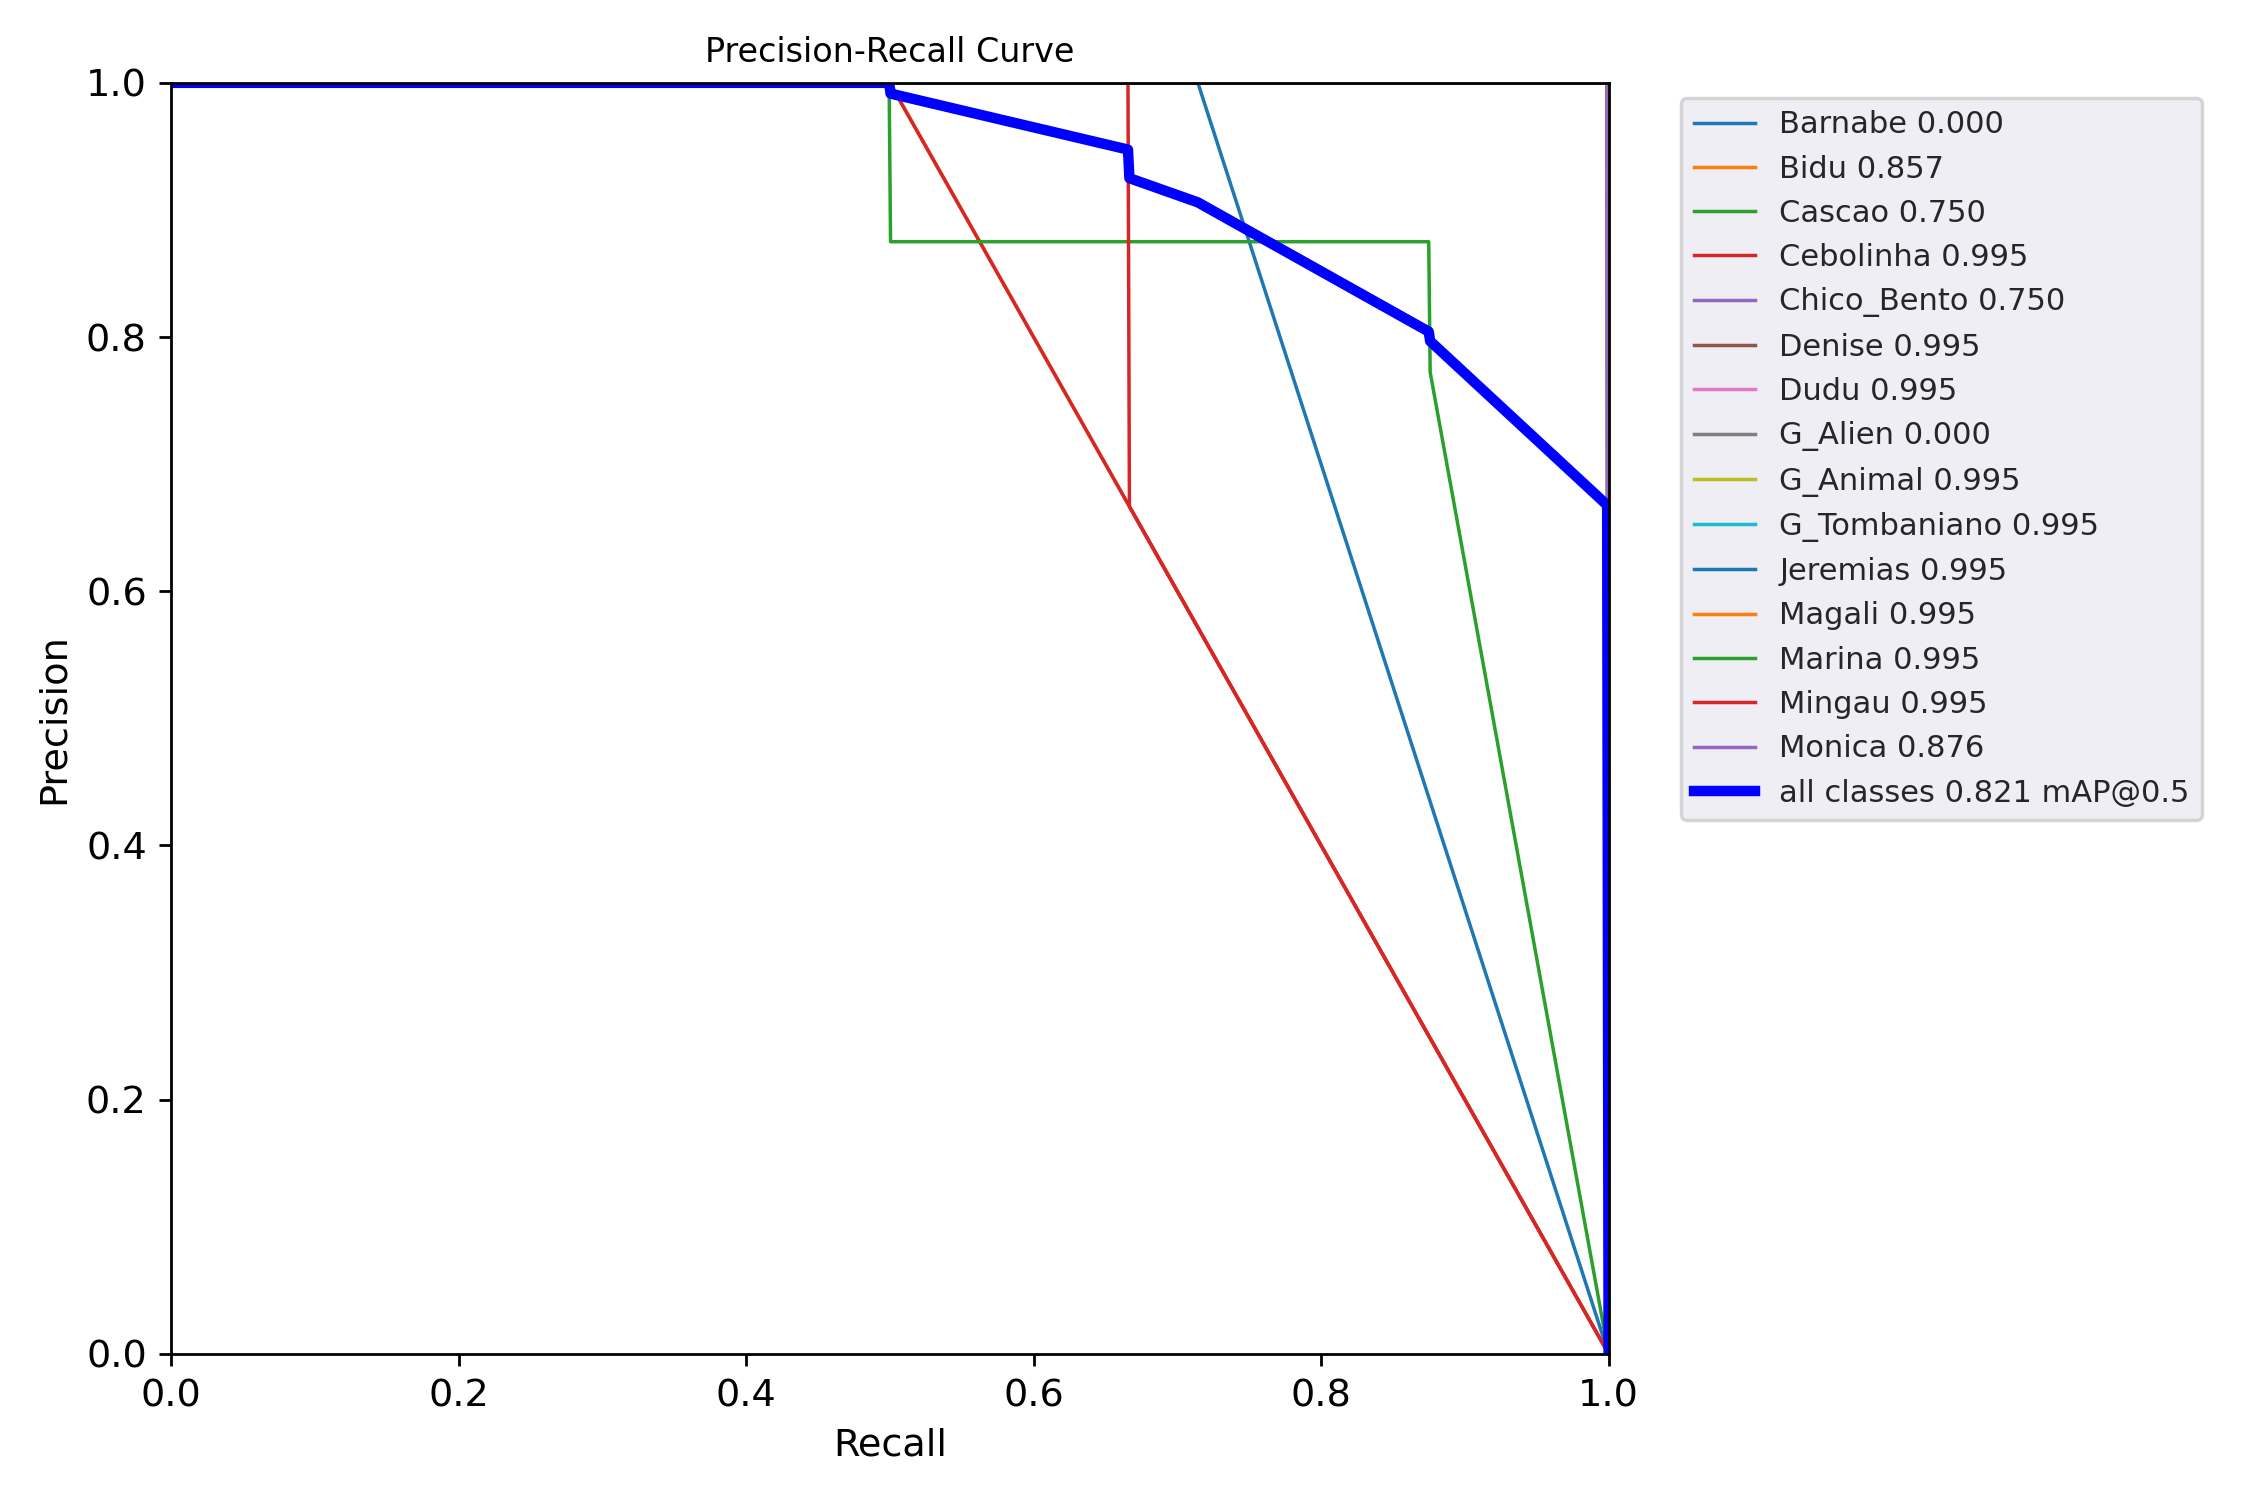 Precision-Recall Curve
1.0
0.8
0.6
0.4
0.2
0.0
Precision
0.0 0.2 0.4 0.6 0.8 1.0
Recall
Barnabe 0.000
Bidu 0.857
Cascao 0.750
Cebolinha 0.995
Chico_Bento 0.750
Denise 0.995
Dudu 0.995
G_Alien 0.000
G_Animal 0.995
G_Tombaniano 0.995
Jeremias 0.995
Magali 0.995
Marina 0.995
Mingau 0.995
Monica 0.876
all classes 0.821 mAP@0.5